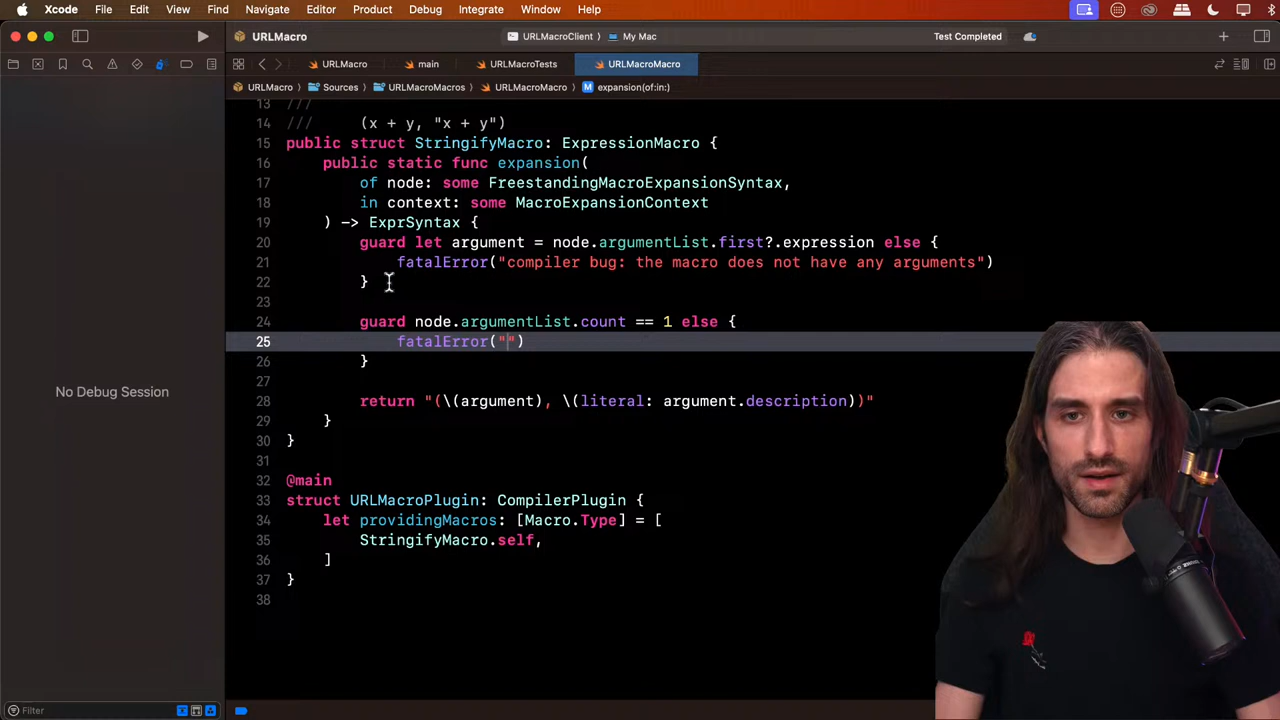 Xcode File Edit View Find Navigate Editor Product Debug Integrate Window Help
URLMacro URLMacroClient 〉 My Mac Test Completed
URLMacro main URLMacroTests URLMacroMacro
URLMacro 〉 Sources 〉 URLMacroMacros 〉 URLMacroMacro 〉 M expansion(of:in:)
13 ///
14 /// (x + y, "x + y")
15 public struct StringifyMacro: ExpressionMacro {
16 public static func expansion(
17 of node: some FreestandingMacroExpansionSyntax,
18 in context: some MacroExpansionContext
19 ) -> ExprSyntax {
20 guard let argument = node.argumentList.first?.expression else {
21 fatalError("compiler bug: the macro does not have any arguments")
22 }
23
24 guard node.argumentList.count == 1 else {
25 fatalError("")
26 }
27
28 return "(\(argument), \(literal: argument.description))"
29 }
30 }
31
32 @main
33 struct URLMacroPlugin: CompilerPlugin {
34 let providingMacros: [Macro.Type] = [
35 StringifyMacro.self,
36 ]
37 }
38
No Debug Session
Filter